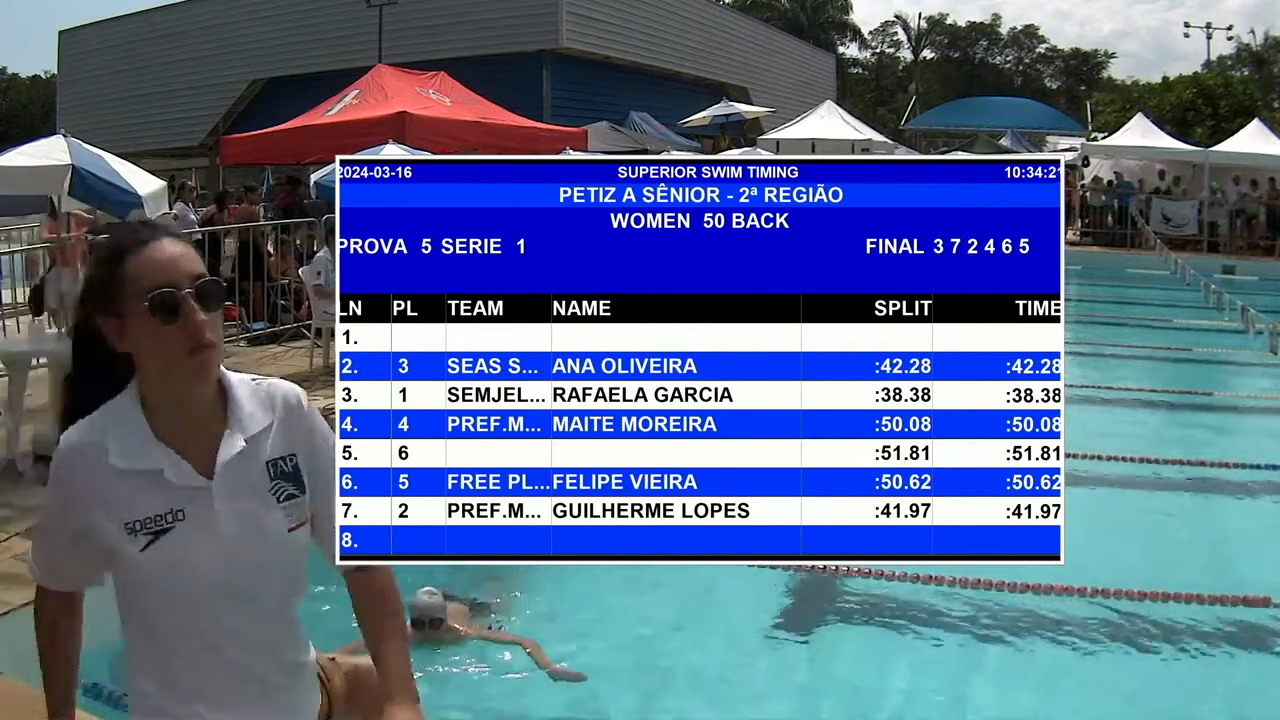 2024-03-16 SUPERIOR SWIM TIMING 10:34:21
PETIZ A SÊNIOR - 2ª REGIÃO
WOMEN 50 BACK
PROVA 5 SERIE 1 FINAL 3 7 2 4 6 5
LN PL TEAM NAME SPLIT TIME
1.
2. 3 SEAS S... ANA OLIVEIRA :42.28 :42.28
3. 1 SEMJEL... RAFAELA GARCIA :38.38 :38.38
4. 4 PREF.M... MAITE MOREIRA :50.08 :50.08
5. 6 :51.81 :51.81
6. 5 FREE PL... FELIPE VIEIRA :50.62 :50.62
7. 2 PREF.M... GUILHERME LOPES :41.97 :41.97
8.
FAP
speedo